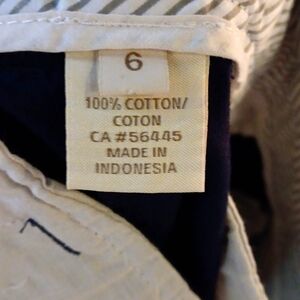 6
100% COTTON/
COTON
CA #56445
MADE IN
INDONESIA